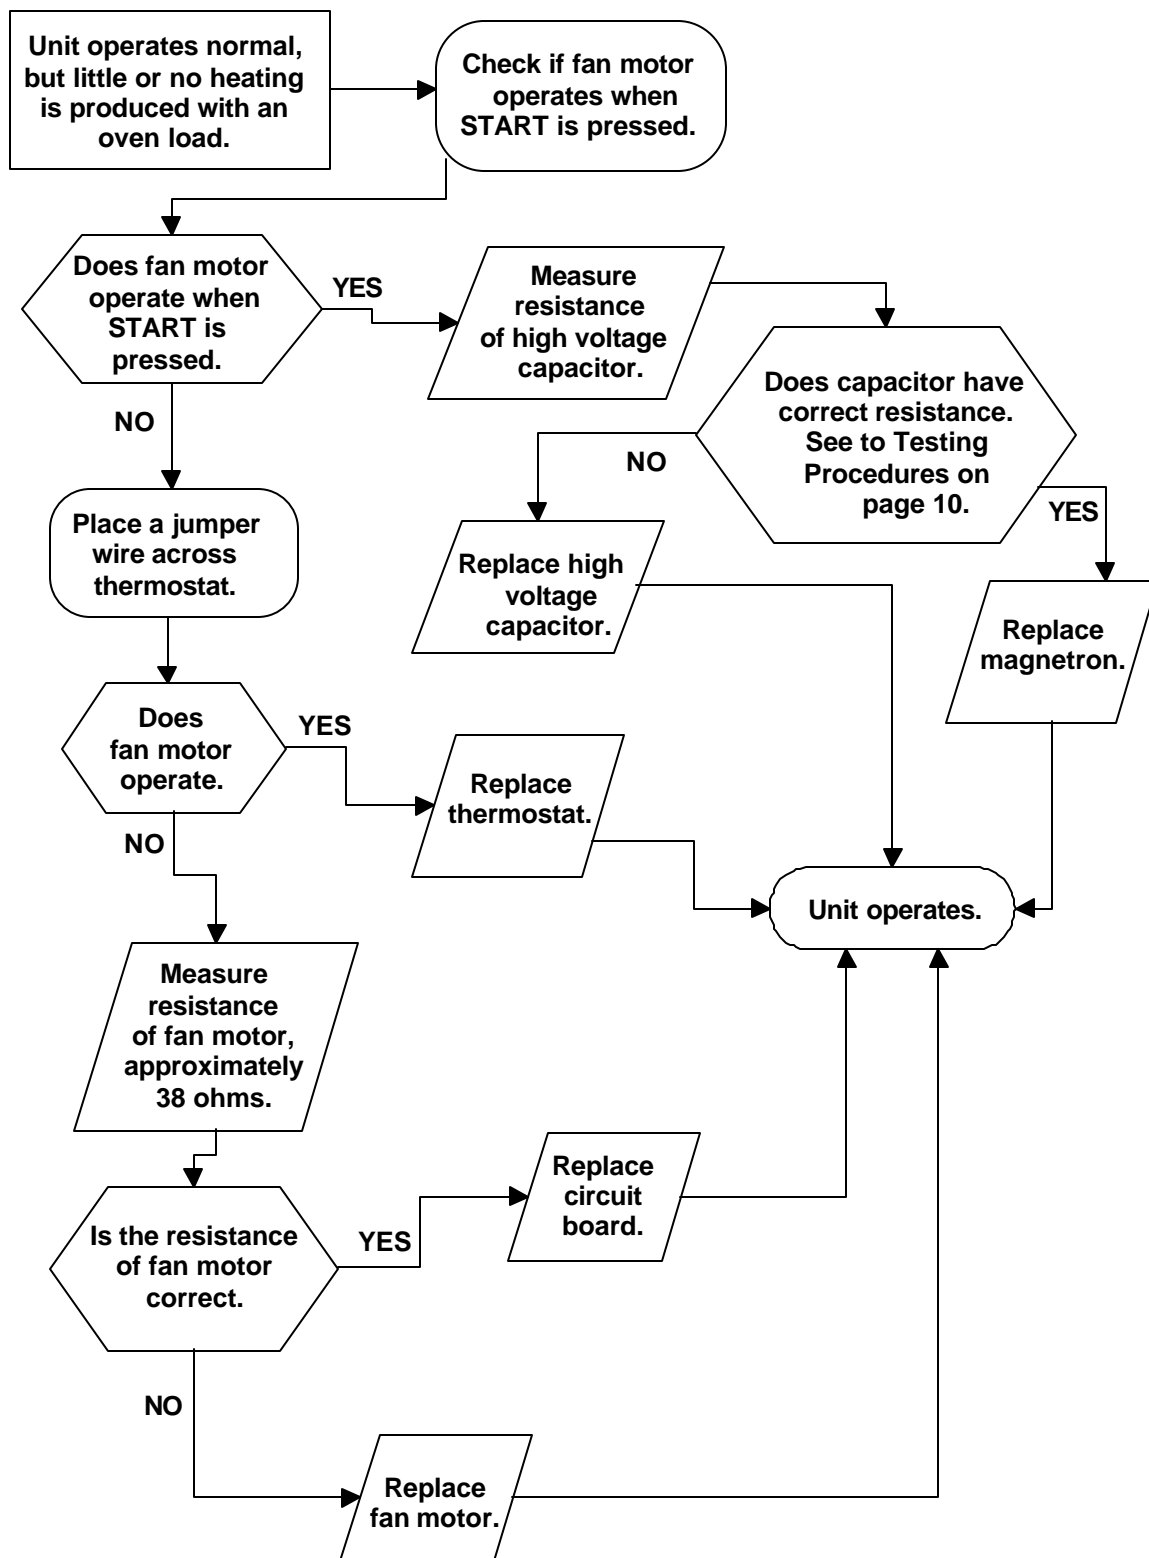 Unit operates normal,
but little or no heating
is produced with an
oven load.
Check if fan motor
operates when
START is pressed.
Does fan motor
operate when
START is
pressed.
YES
Measure
resistance
of high voltage
capacitor.
Does capacitor have
correct resistance.
See to Testing
Procedures on
page 10.
NO
NO
YES
Place a jumper
wire across
thermostat.
Replace high
voltage
capacitor.
Replace
magnetron.
Does
fan motor
operate.
YES
Replace
thermostat.
NO
Unit operates.
Measure
resistance
of fan motor,
approximately
38 ohms.
Is the resistance
of fan motor
correct.
YES
Replace
circuit
board.
NO
Replace
fan motor.